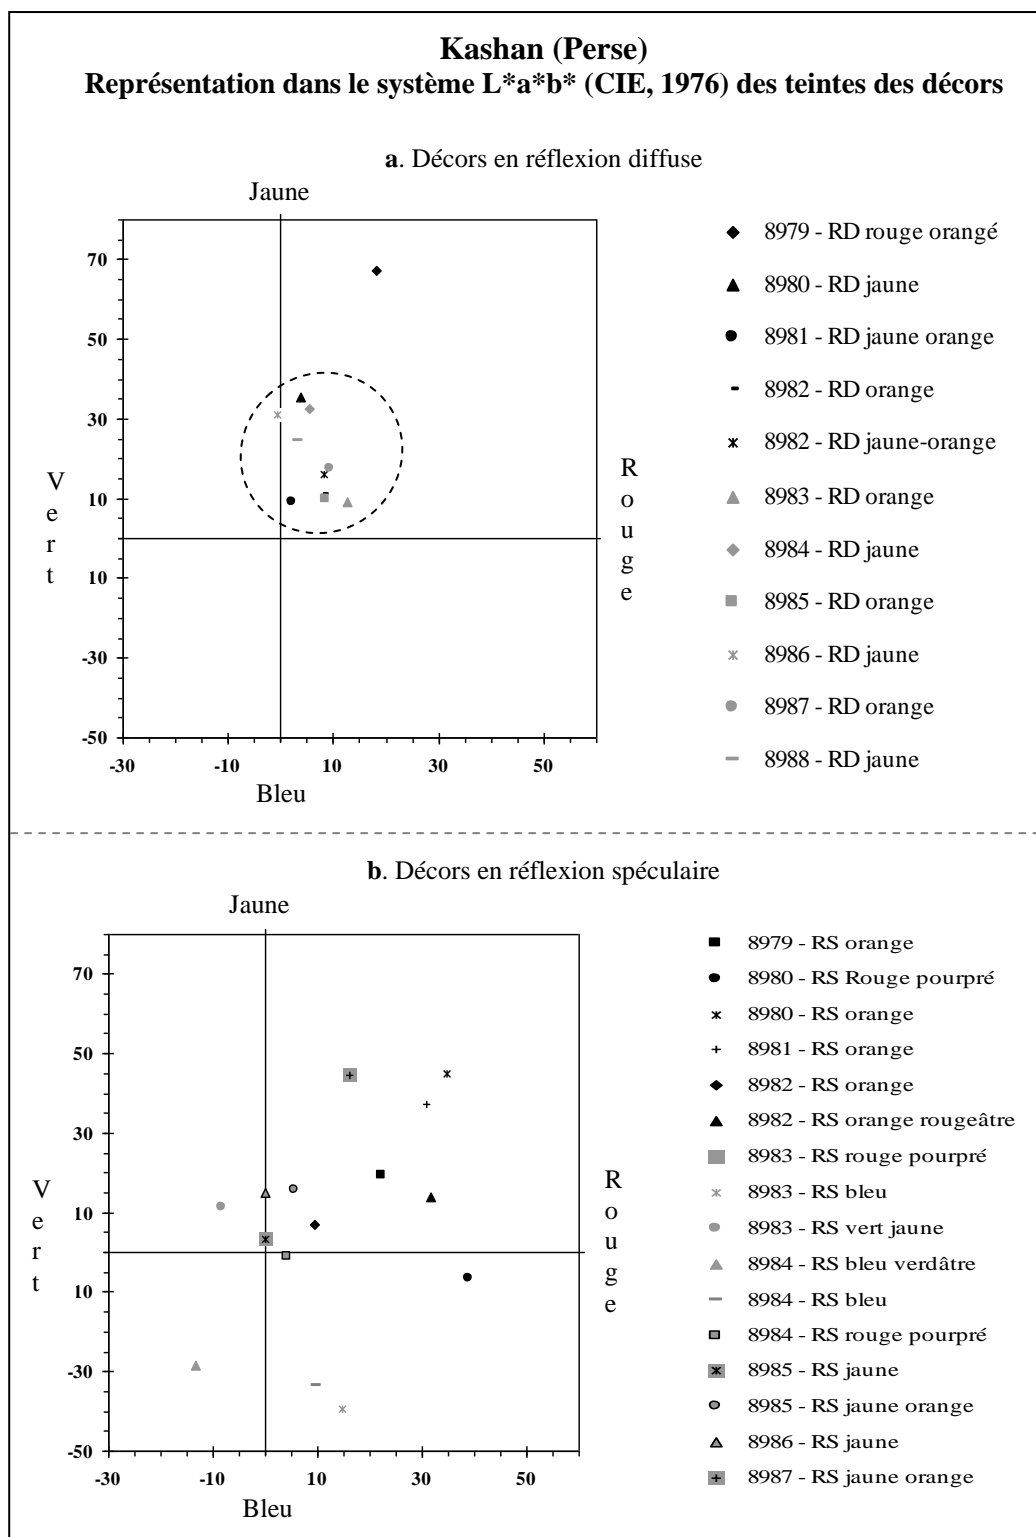 Kashan (Perse)
Représentation dans le système L*a*b* (CIE, 1976) des teintes des décors
a. Décors en réflexion diffuse
Jaune
70
50
30
10
10
-30
-50
-30
-10
10
30
50
Vert
Rouge
Bleu
8979 - RD rouge orangé
8980 - RD jaune
8981 - RD jaune orange
8982 - RD orange
8982 - RD jaune-orange
8983 - RD orange
8984 - RD jaune
8985 - RD orange
8986 - RD jaune
8987 - RD orange
8988 - RD jaune
b. Décors en réflexion spéculaire
Jaune
70
50
30
10
10
-30
-50
-30
-10
10
30
50
Vert
Rouge
Bleu
8979 - RS orange
8980 - RS Rouge pourpré
8980 - RS orange
8981 - RS orange
8982 - RS orange
8982 - RS orange rougeâtre
8983 - RS rouge pourpré
8983 - RS bleu
8983 - RS vert jaune
8984 - RS bleu verdâtre
8984 - RS bleu
8984 - RS rouge pourpré
8985 - RS jaune
8985 - RS jaune orange
8986 - RS jaune
8987 - RS jaune orange